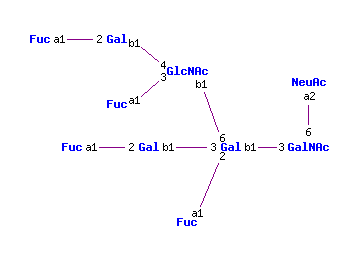 Fuc a1 2 Gal b1
4 GlcNAc
3
b1
Fuc a1
NeuAc
a2
6
Fuc a1 2 Gal b1 3 Gal b1 3 GalNAc
6
2
a1
Fuc